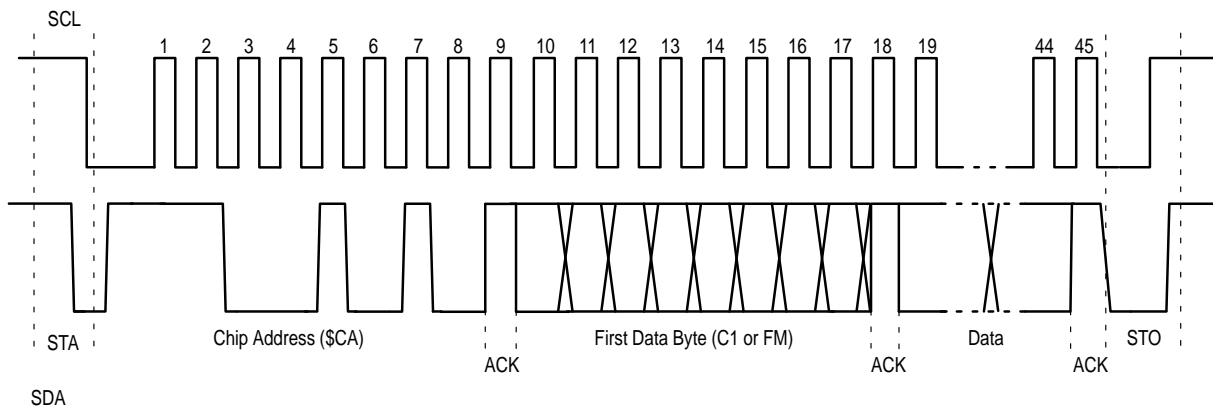 SCL
1 2 3 4 5 6 7 8 9 10 11 12 13 14 15 16 17 18 19 44 45
STA Chip Address ($CA) First Data Byte (C1 or FM) Data STO
ACK ACK ACK
SDA